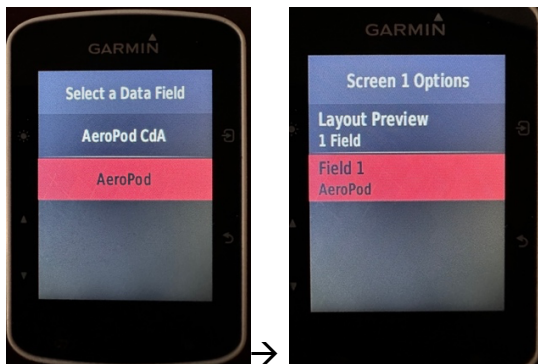 GARMIN
Select a Data Field
AeroPod CdA
AeroPod
→
GARMIN
Screen 1 Options
Layout Preview
1 Field
Field 1
AeroPod